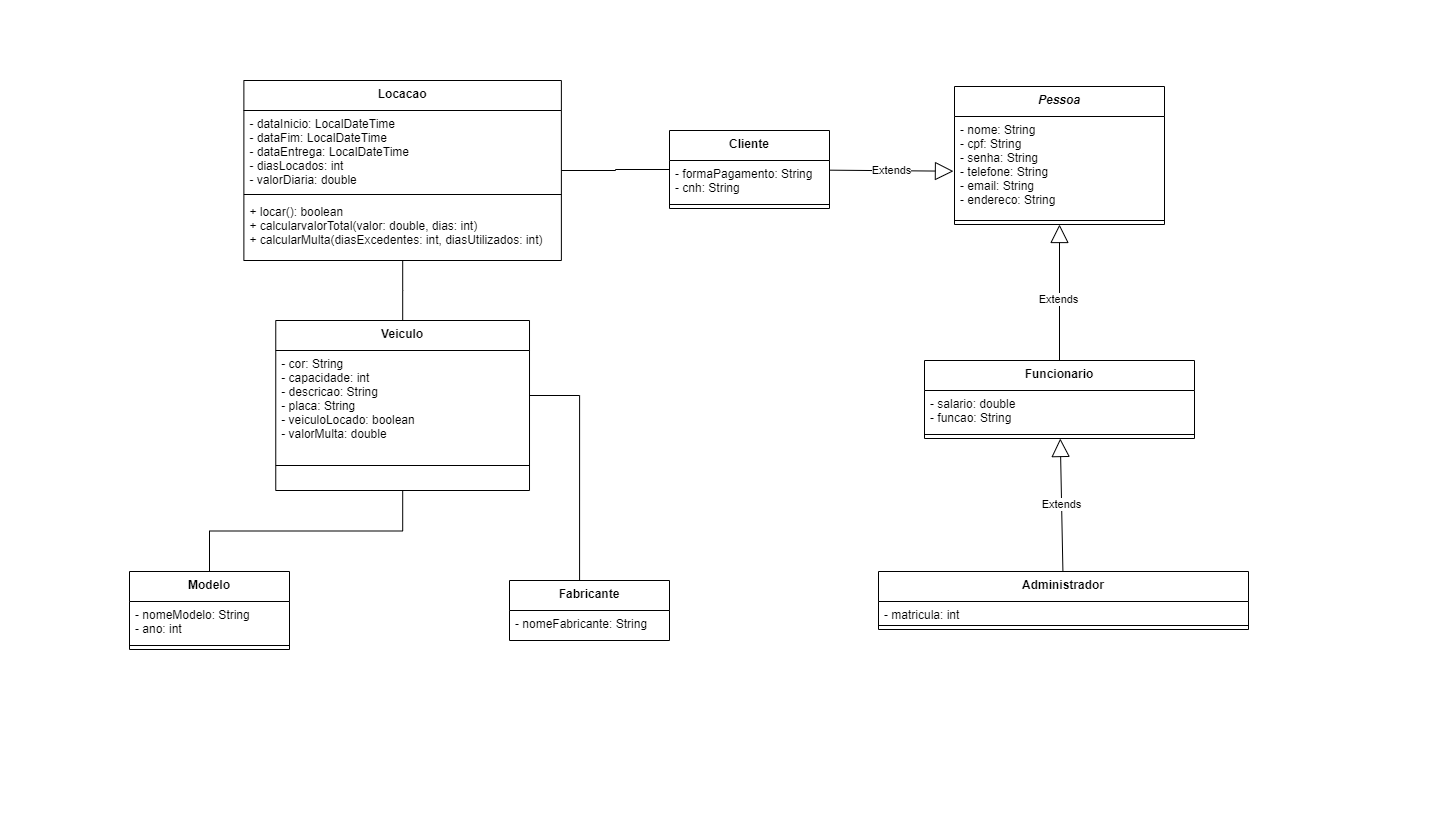 Locacao
- dataInicio: LocalDateTime
- dataFim: LocalDateTime
- dataEntrega: LocalDateTime
- diasLocados: int
- valorDiaria: double
+ locar(): boolean
+ calcularvalorTotal(valor: double, dias: int)
+ calcularMulta(diasExcedentes: int, diasUtilizados: int)
Cliente
- formaPagamento: String
- cnh: String
Extends
Pessoa
- nome: String
- cpf: String
- senha: String
- telefone: String
- email: String
- endereco: String
Extends
Veiculo
- cor: String
- capacidade: int
- descricao: String
- placa: String
- veiculoLocado: boolean
- valorMulta: double
Funcionario
- salario: double
- funcao: String
Extends
Modelo
- nomeModelo: String
- ano: int
Fabricante
- nomeFabricante: String
Administrador
- matricula: int